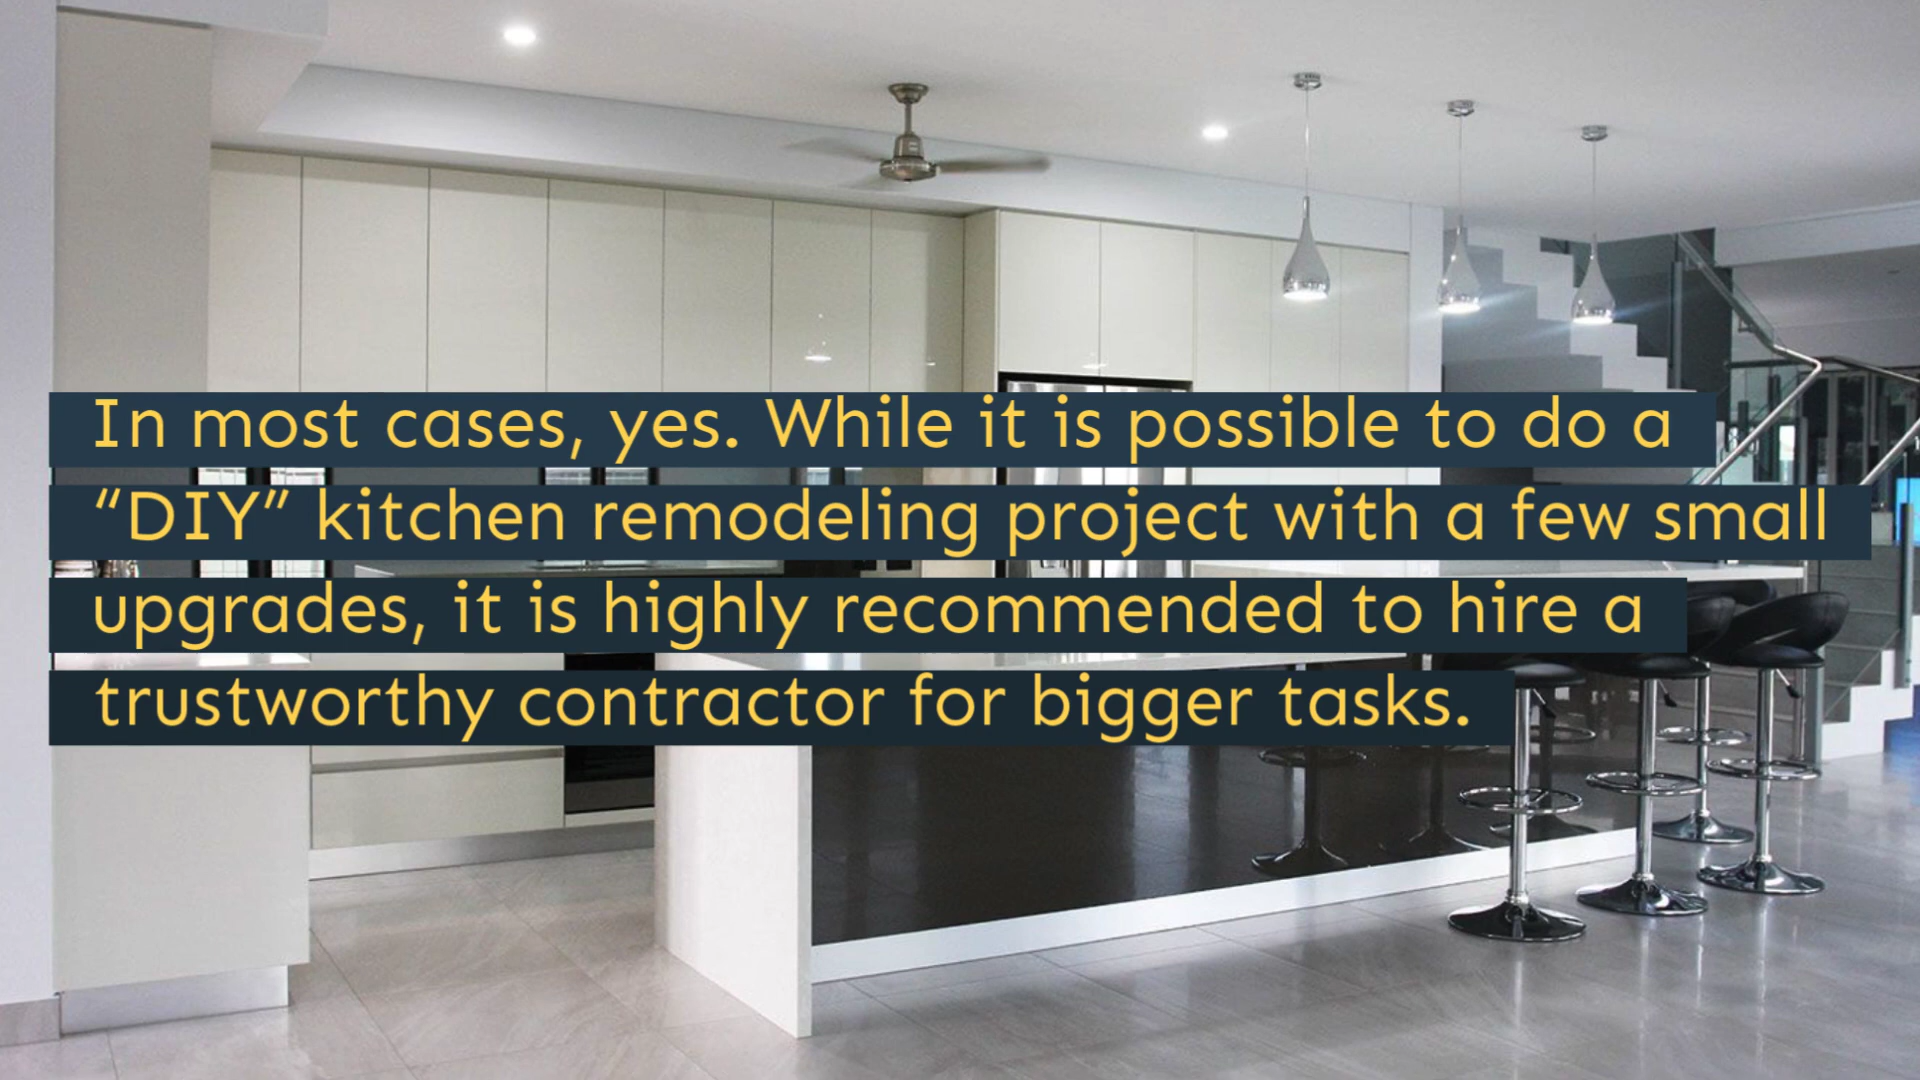 In most cases, yes. While it is possible to do a
“DIY” kitchen remodeling project with a few small
upgrades, it is highly recommended to hire a
trustworthy contractor for bigger tasks.